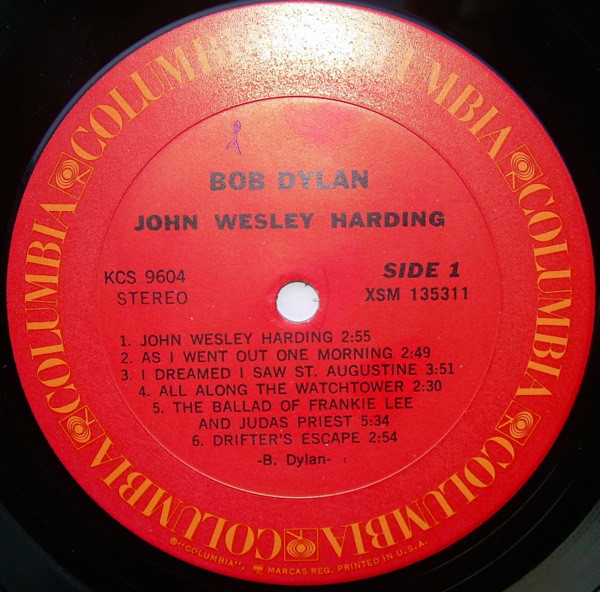 BOB DYLAN
JOHN WESLEY HARDING
KCS 9604
STEREO
SIDE 1
XSM 135311
1. JOHN WESLEY HARDING 2:55
2. AS I WENT OUT ONE MORNING 2:49
3. I DREAMED I SAW ST. AUGUSTINE 3:51
4. ALL ALONG THE WATCHTOWER 2:30
5. THE BALLAD OF FRANKIE LEE
AND JUDAS PRIEST 5:34
6. DRIFTER'S ESCAPE 2:54
-B. Dylan-
COLUMBIA
COLUMBIA
COLUMBIA
COLUMBIA
COLUMBIA
COLUMBIA
COLUMBIA
COLUMBIA
®"COLUMBIA", MARCAS REG. PRINTED IN U.S.A.